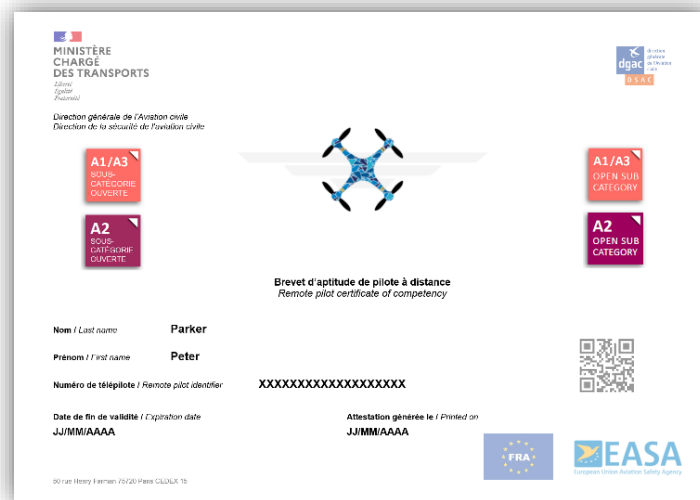 MINISTÈRE
CHARGÉ
DES TRANSPORTS
Liberté
Égalité
Fraternité
dgac
direction
générale
de l'Aviation
civile
DSAC
Direction générale de l'Aviation civile
Direction de la sécurité de l'aviation civile
A1/A3
SOUS-
CATÉGORIE
OUVERTE
A1/A3
OPEN SUB
CATEGORY
A2
SOUS-
CATÉGORIE
OUVERTE
A2
OPEN SUB
CATEGORY
Brevet d'aptitude de pilote à distance
Remote pilot certificate of competency
Nom / Last name Parker
Prénom / First name Peter
Numéro de télépilote / Remote pilot identifier XXXXXXXXXXXXXXXXXXX
Date de fin de validité / Expiration date Attestation générée le / Printed on
JJ/MM/AAAA JJ/MM/AAAA
FRA
EASA
European Union Aviation Safety Agency
50 rue Henry Farman 75720 Paris CEDEX 15